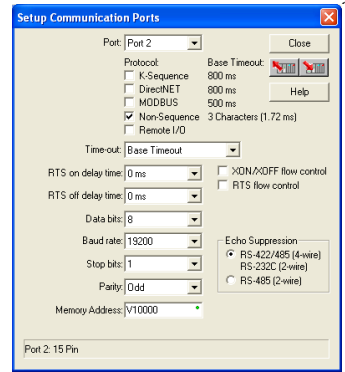 Setup Communication Ports
Port: Port 2 Close
Protocol: Base Timeout:
K-Sequence 800 ms
DirectNET 800 ms Help
MODBUS 500 ms
Non-Sequence 3 Characters (1.72 ms)
Remote I/O
Time-out: Base Timeout
RTS on delay time: 0 ms XON/XOFF flow control
RTS flow control
RTS off delay time: 0 ms
Data bits: 8
Baud rate: 19200 Echo Suppression
RS-422/485 (4-wire)
RS-232C (2-wire)
Stop bits: 1
RS-485 (2-wire)
Parity: Odd
Memory Address: V10000
Port 2: 15 Pin